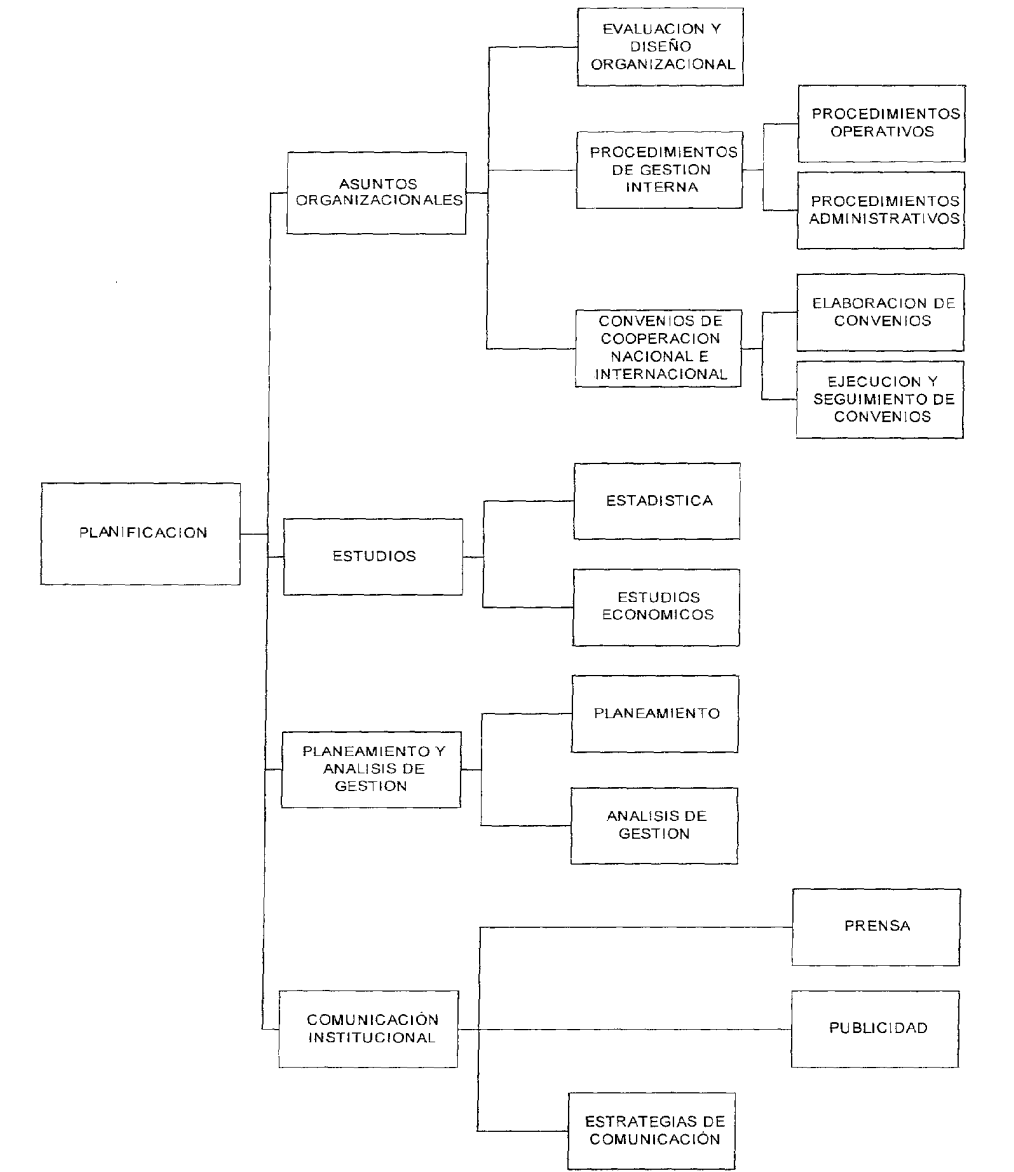 EVALUACION Y
DISEÑO
ORGANIZACIONAL
PROCEDIMIENTOS
OPERATIVOS
PROCEDIMIENTOS
DE GESTION
INTERNA
ASUNTOS
ORGANIZACIONALES
PROCEDIMIENTOS
ADMINISTRATIVOS
ELABORACION DE
CONVENIOS
CONVENIOS DE
COOPERACION
NACIONAL E
INTERNACIONAL
EJECUCION Y
SEGUIMIENTO DE
CONVENIOS
ESTADISTICA
PLANIFICACION
ESTUDIOS
ESTUDIOS
ECONOMICOS
PLANEAMIENTO
PLANEAMIENTO Y
ANALISIS DE
GESTION
ANALISIS DE
GESTION
PRENSA
COMUNICACIÓN
INSTITUCIONAL
PUBLICIDAD
ESTRATEGIAS DE
COMUNICACIÓN